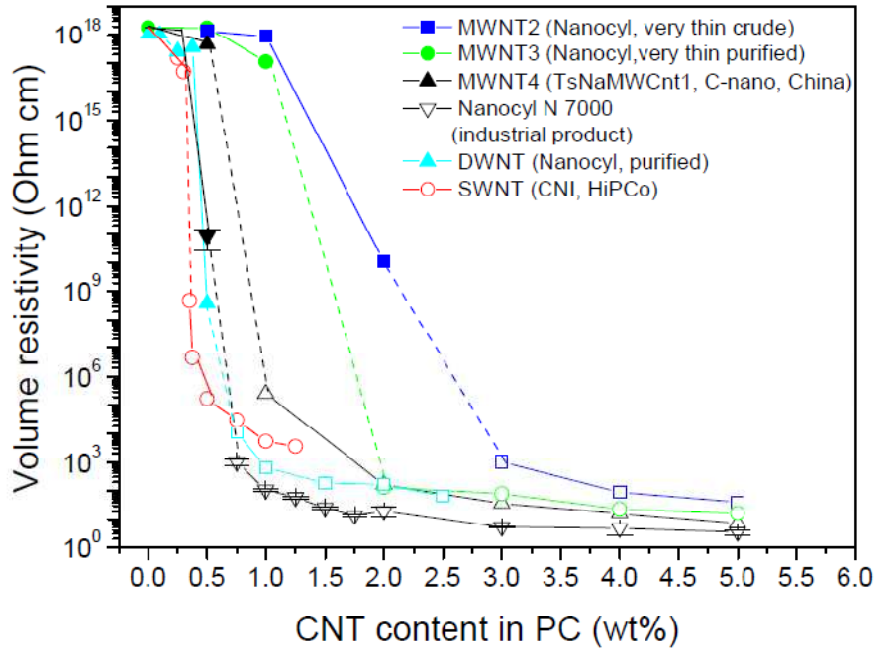 MWNT2 (Nanocyl, very thin crude)
MWNT3 (Nanocyl,very thin purified)
MWNT4 (TsNaMWCnt1, C-nano, China)
Nanocyl N 7000
(industrial product)
DWNT (Nanocyl, purified)
SWNT (CNI, HiPCo)
Volume resistivity (Ohm cm)
10^18
10^15
10^12
10^9
10^6
10^3
10^0
0.0 0.5 1.0 1.5 2.0 2.5 3.0 3.5 4.0 4.5 5.0 5.5 6.0
CNT content in PC (wt%)